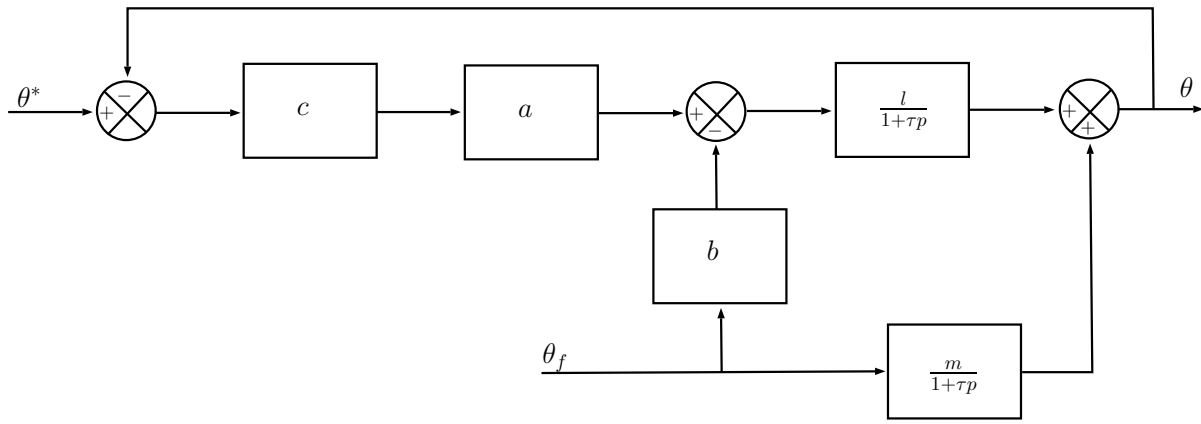 θ*
−
+
c
a
+
−
l/(1+τp)
+
+
θ
b
θ_f
m/(1+τp)